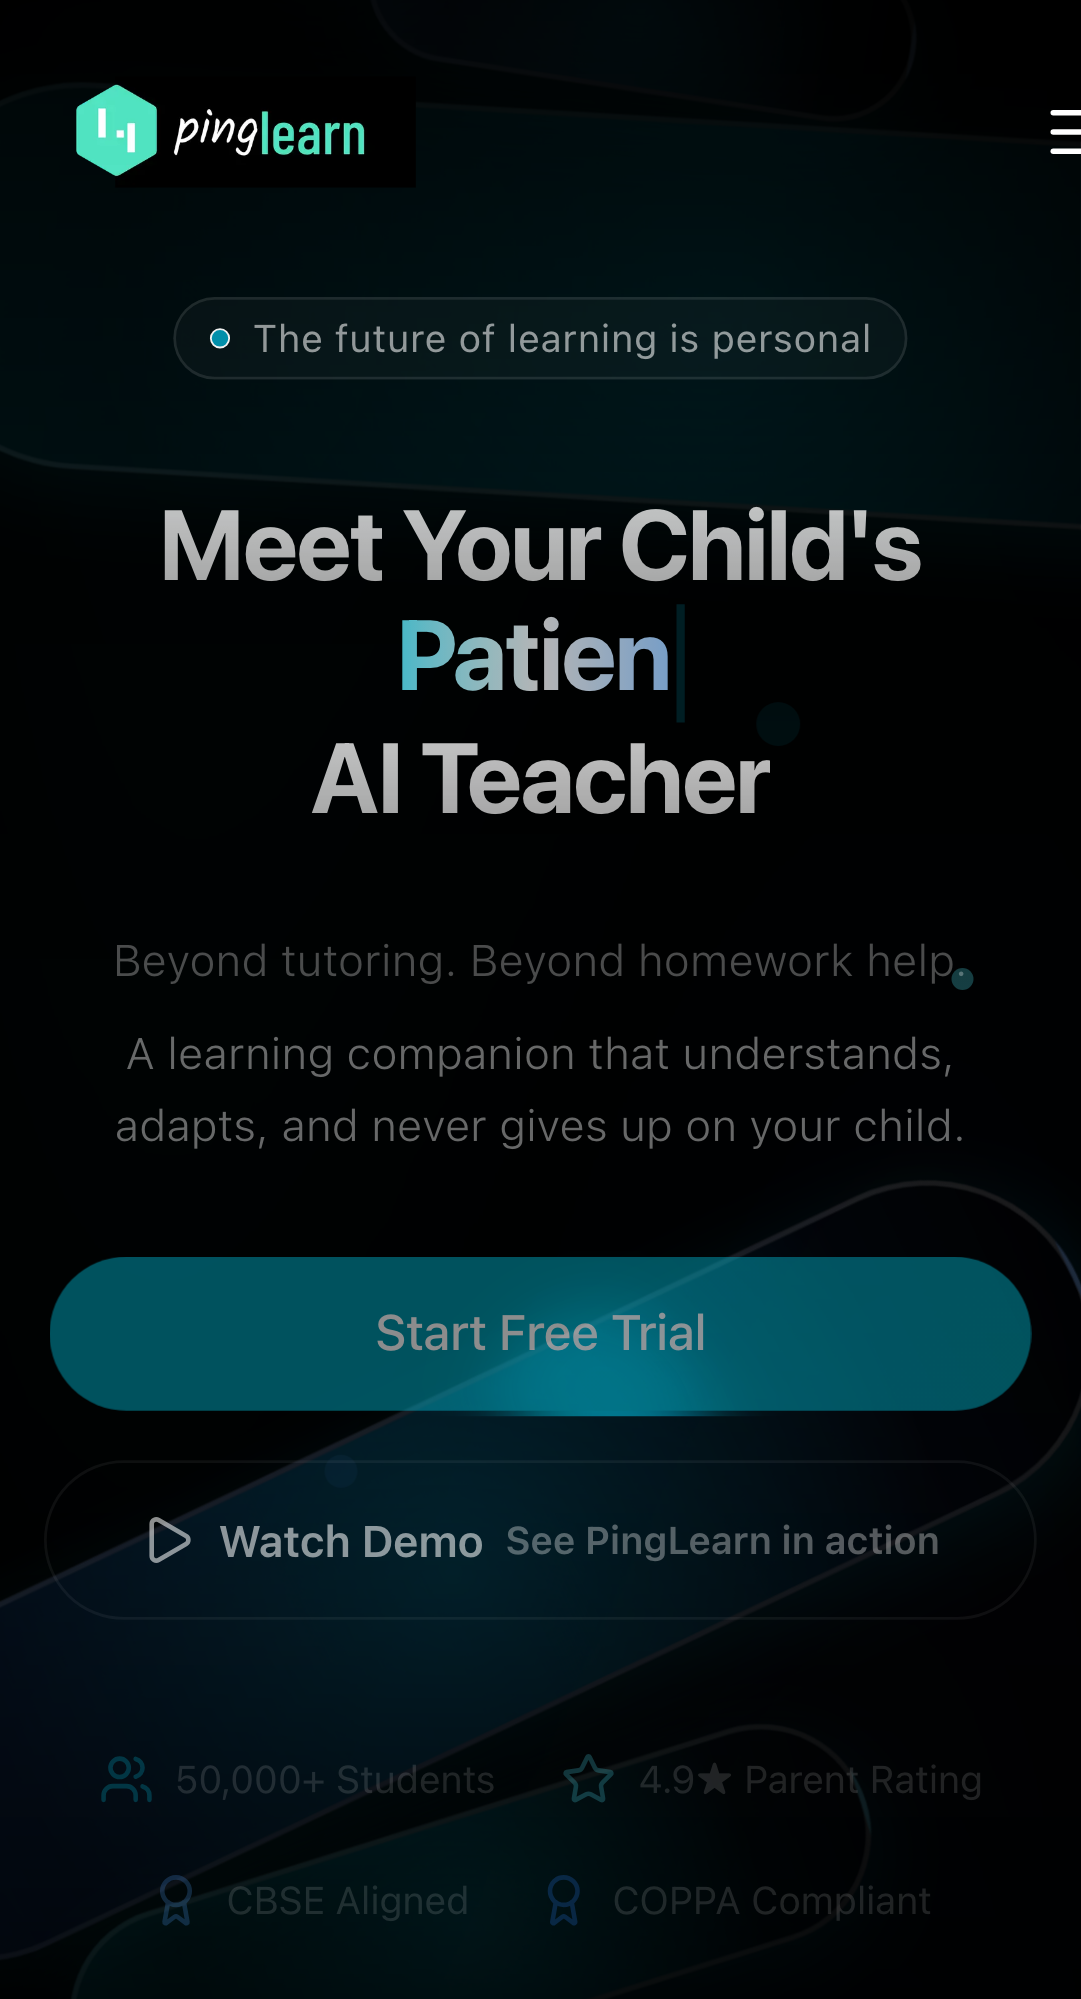 pinglearn
The future of learning is personal
Meet Your Child's
Patien
AI Teacher
Beyond tutoring. Beyond homework help.
A learning companion that understands,
adapts, and never gives up on your child.
Start Free Trial
Watch Demo See PingLearn in action
50,000+ Students 4.9★ Parent Rating
CBSE Aligned COPPA Compliant